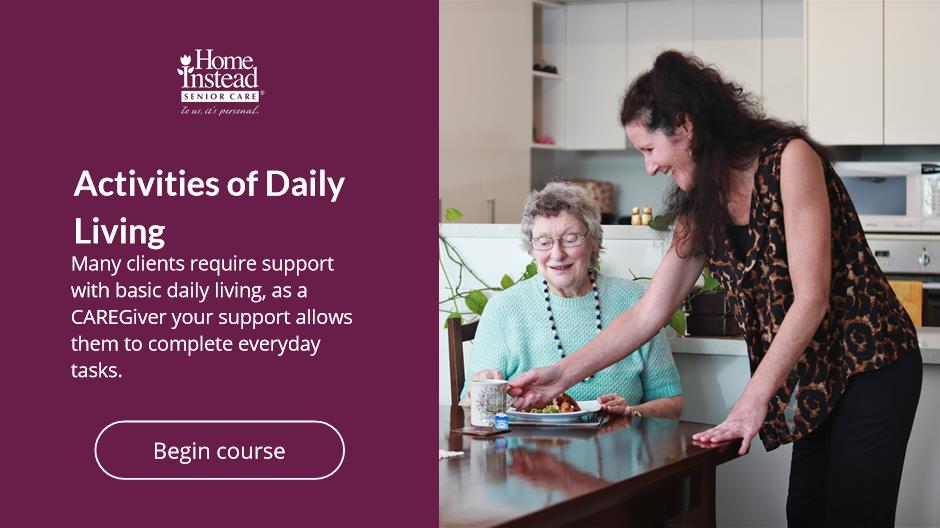 Home
Instead
SENIOR CARE®
To us, it's personal.
Activities of Daily
Living
Many clients require support
with basic daily living, as a
CAREGiver your support allows
them to complete everyday
tasks.
Begin course